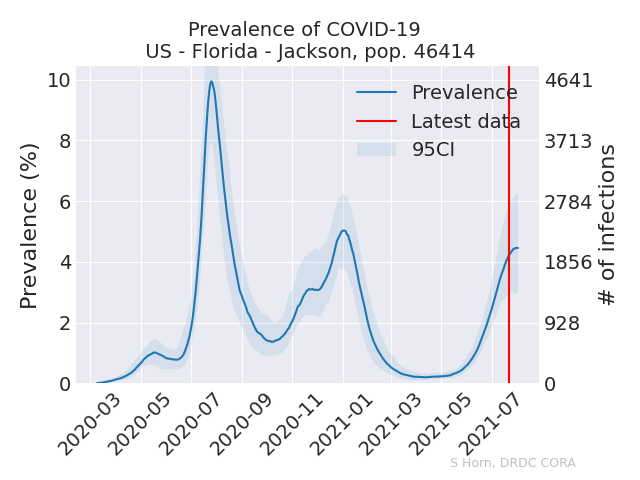 Prevalence of COVID-19
US - Florida - Jackson, pop. 46414
Prevalence (%)
10
8
6
4
2
0
Prevalence
Latest data
95CI
4641
3713
2784
1856
928
0
# of infections
2020-03
2020-05
2020-07
2020-09
2020-11
2021-01
2021-03
2021-05
2021-07
S Horn, DRDC CORA